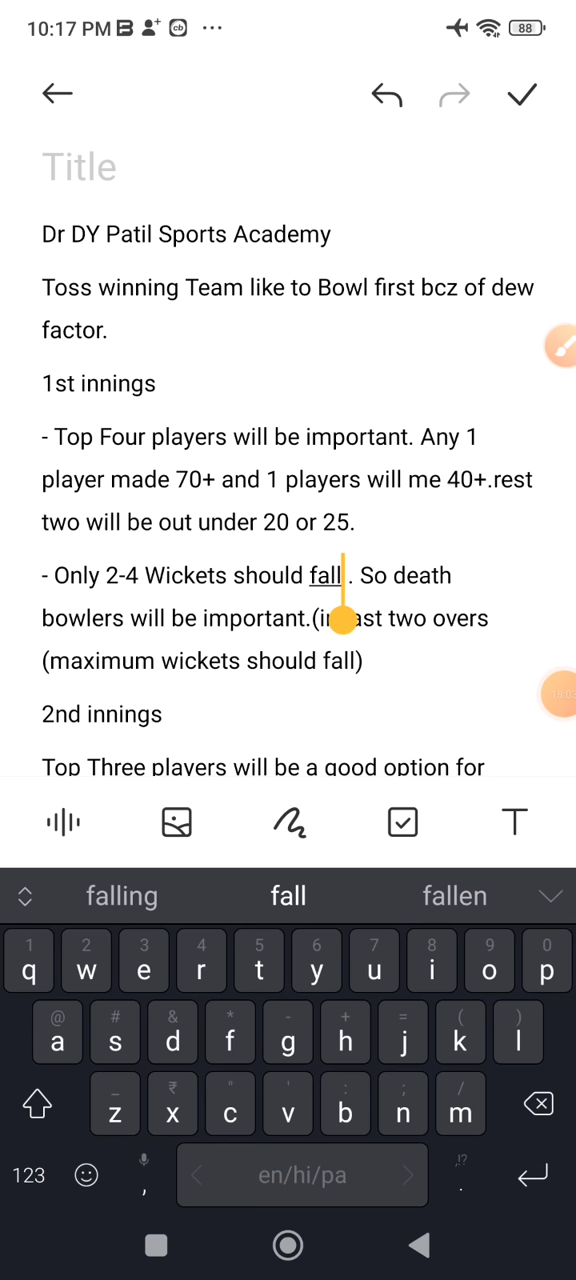 10:17 PM ... 88
Title
Dr DY Patil Sports Academy
Toss winning Team like to Bowl first bcz of dew
factor.
1st innings
- Top Four players will be important. Any 1
player made 70+ and 1 players will me 40+.rest
two will be out under 20 or 25.
- Only 2-4 Wickets should fall . So death
bowlers will be important.(in last two overs
(maximum wickets should fall)
2nd innings
Top Three players will be a good option for
T
falling fall fallen
1 2 3 4 5 6 7 8 9 0
q w e r t y u i o p
@ # & * - + = ( )
a s d f g h j k l
_ ₹ " ' : ; /
z x c v b n m
123 , en/hi/pa ,!? .